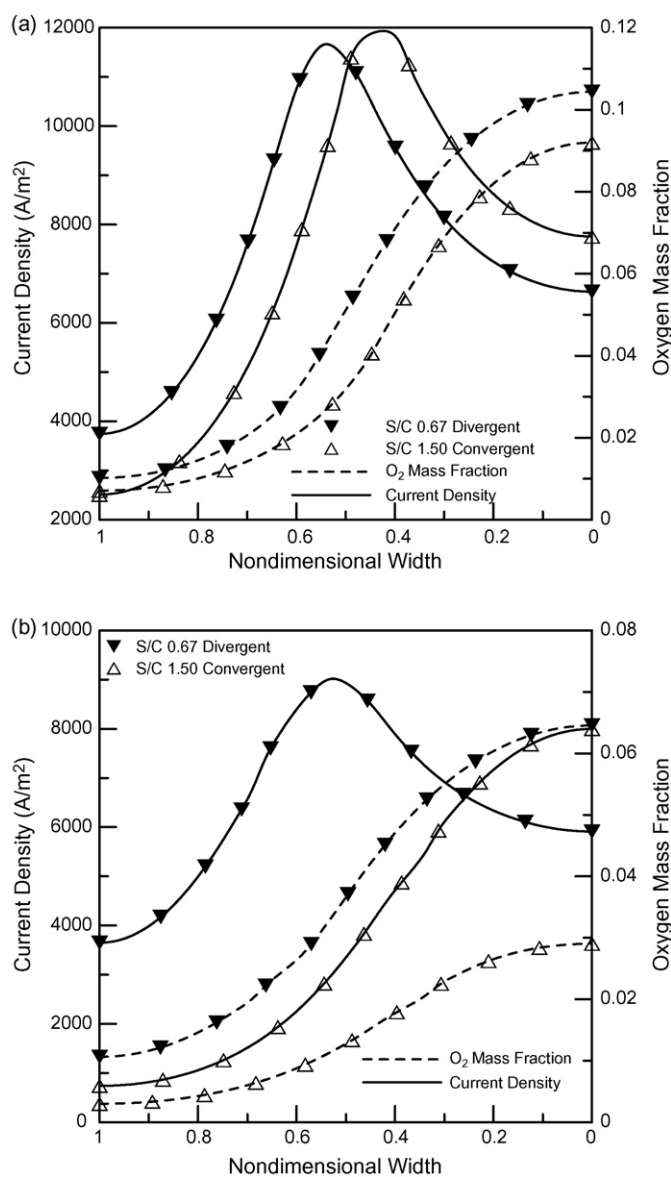 (a)
12000
10000
8000
6000
4000
2000
Current Density (A/m²)
0.12
0.1
0.08
0.06
0.04
0.02
0
Oxygen Mass Fraction
S/C 0.67 Divergent
S/C 1.50 Convergent
O₂ Mass Fraction
Current Density
1 0.8 0.6 0.4 0.2 0
Nondimensional Width
(b)
10000
8000
6000
4000
2000
0
Current Density (A/m²)
0.08
0.06
0.04
0.02
0
Oxygen Mass Fraction
S/C 0.67 Divergent
S/C 1.50 Convergent
O₂ Mass Fraction
Current Density
1 0.8 0.6 0.4 0.2 0
Nondimensional Width